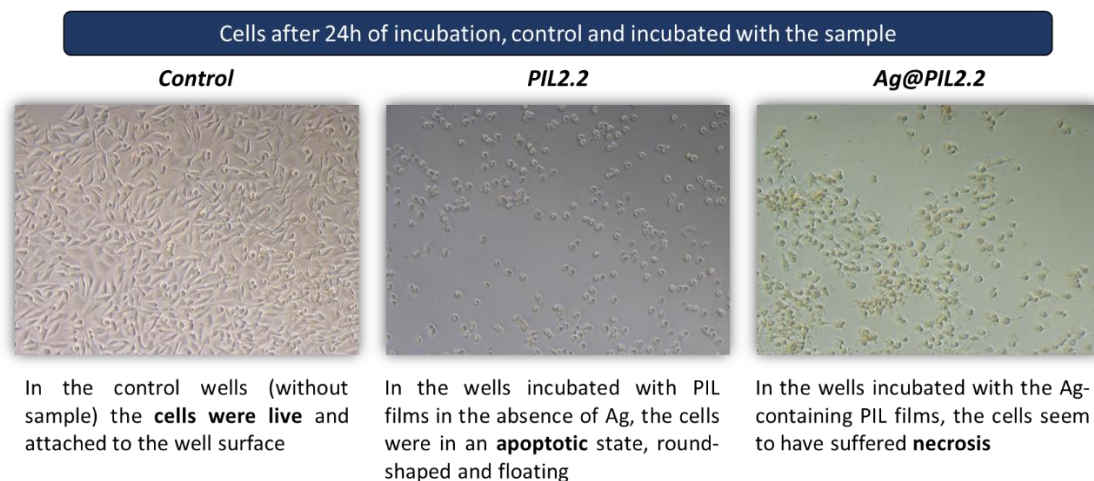 Cells after 24h of incubation, control and incubated with the sample
Control
PIL2.2
Ag@PIL2.2
In the control wells (without
sample) the cells were live and
attached to the well surface
In the wells incubated with PIL
films in the absence of Ag, the cells
were in an apoptotic state, round-
shaped and floating
In the wells incubated with the Ag-
containing PIL films, the cells seem
to have suffered necrosis